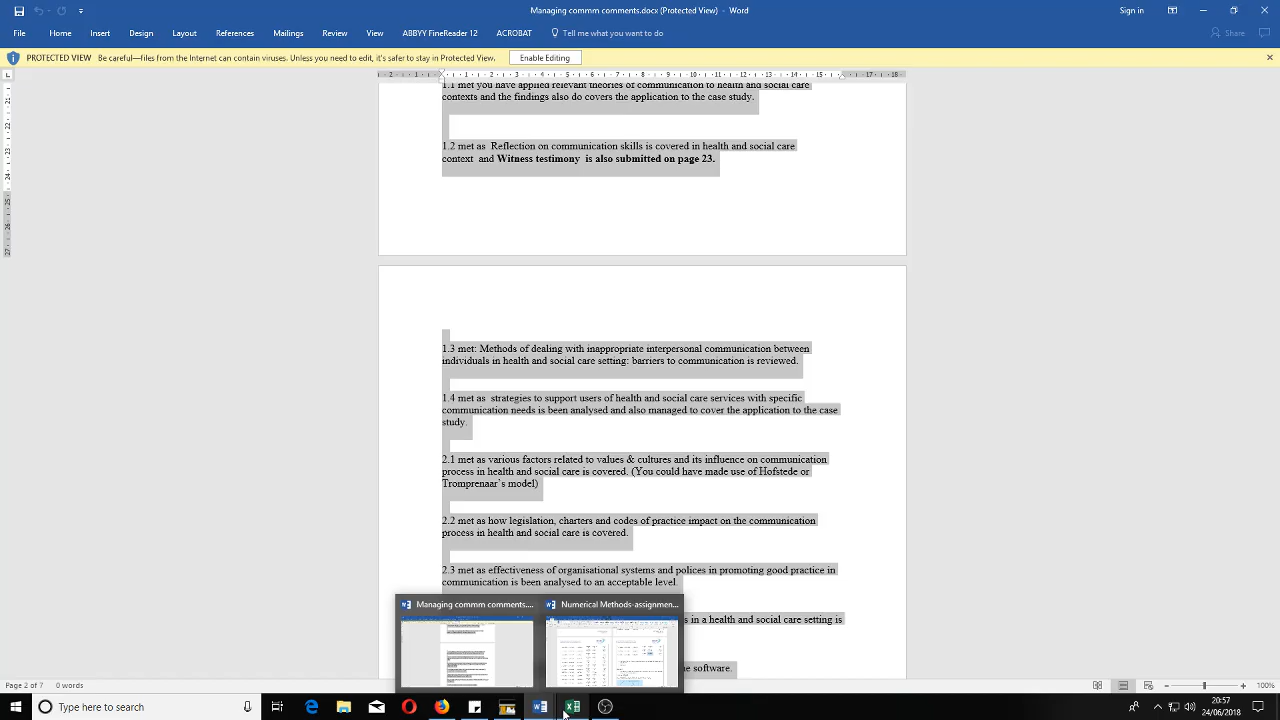 Managing commm comments.docx (Protected View) - Word
Sign in
File Home Insert Design Layout References Mailings Review View ABBYY FineReader 12 ACROBAT Tell me what you want to do
Share
PROTECTED VIEW Be careful—files from the Internet can contain viruses. Unless you need to edit, it's safer to stay in Protected View. Enable Editing
1.1 met you have applied relevant theories of communication to health and social care
contexts and the findings also do covers the application to the case study.
1.2 met as Reflection on communication skills is covered in health and social care
context and Witness testimony is also submitted on page 23.
1.3 met: Methods of dealing with inappropriate interpersonal communication between
individuals in health and social care setting: barriers to communication is reviewed.
1.4 met as strategies to support users of health and social care services with specific
communication needs is been analysed and also managed to cover the application to the case
study.
2.1 met as various factors related to values & cultures and its influence on communication
process in health and social care is covered. (You could have made use of Hofstede or
Tromprenaar's model)
2.2 met as how legislation, charters and codes of practice impact on the communication
process in health and social care is covered.
2.3 met as effectiveness of organisational systems and polices in promoting good practice in
communication is been analysed to an acceptable level.
Managing commm comments.... Numerical Methods-assignmen...
s in a health and social care setting is
ne software.
Page 2 of 7 0 words
100%
Type here to search
20:57
24/06/2018